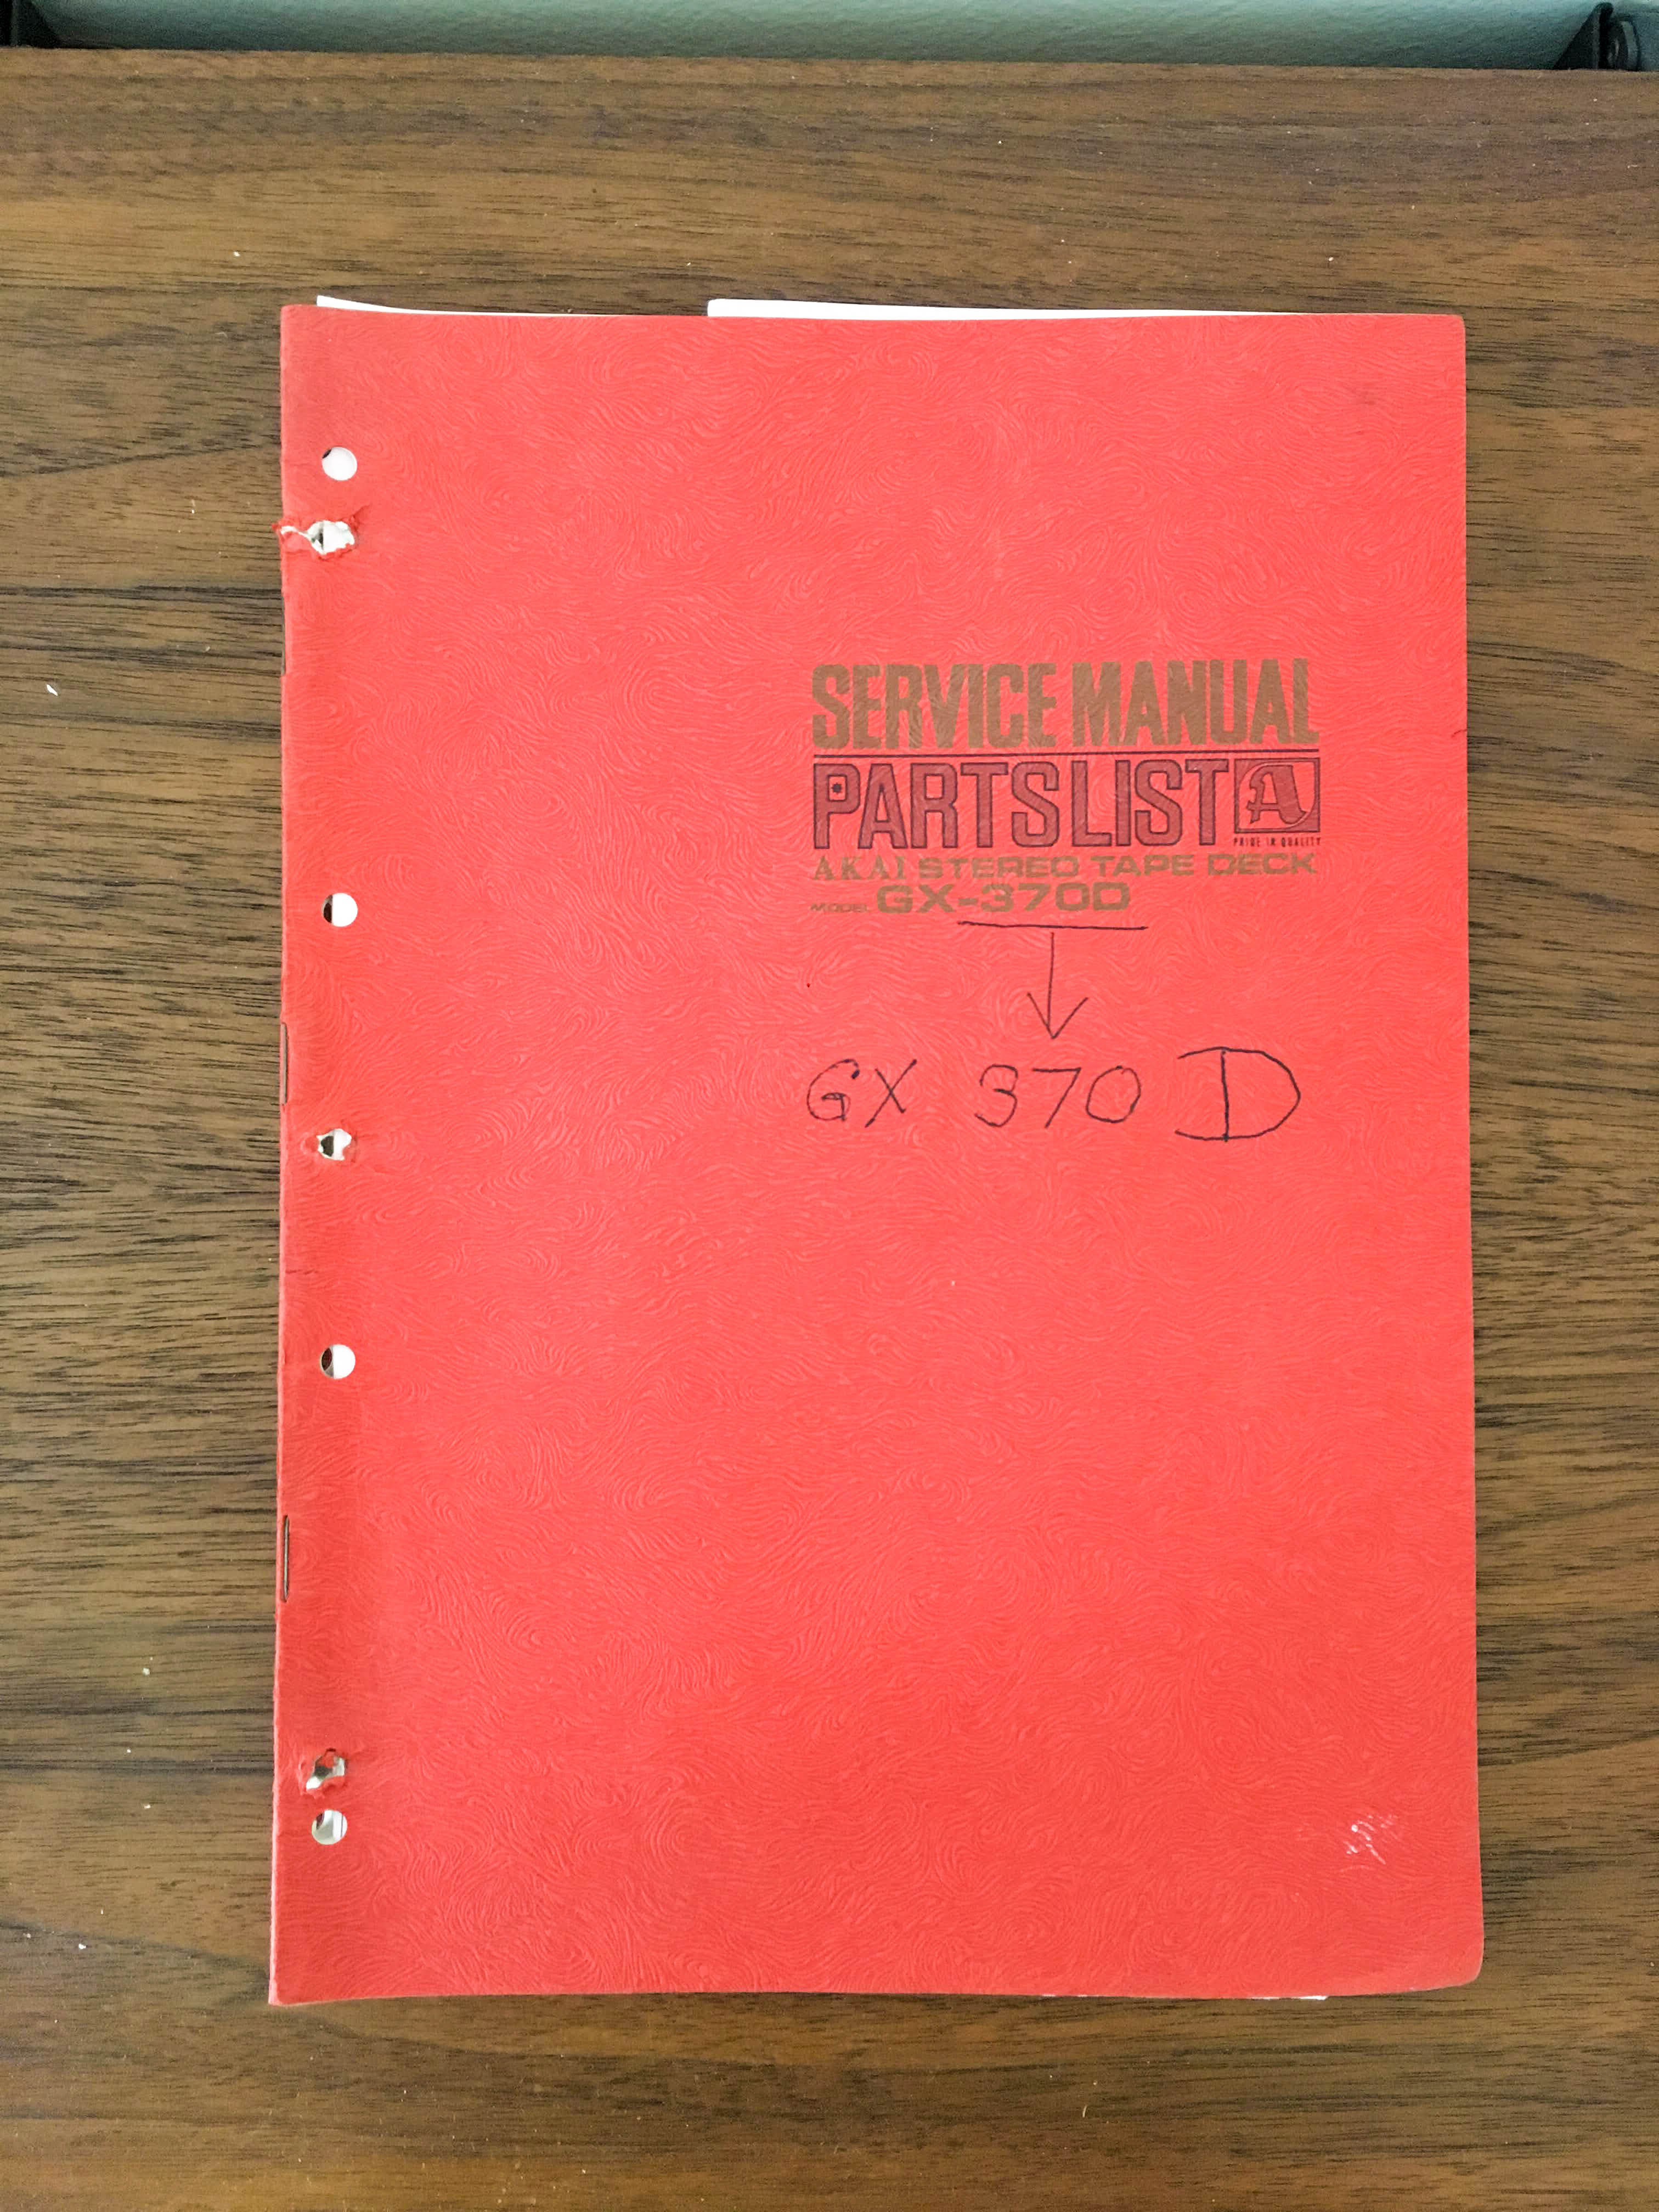 SERVICE MANUAL
PARTS LIST A
PRIDE IN QUALITY
AKAI STEREO TAPE DECK
MODEL GX-370D
GX 370 D